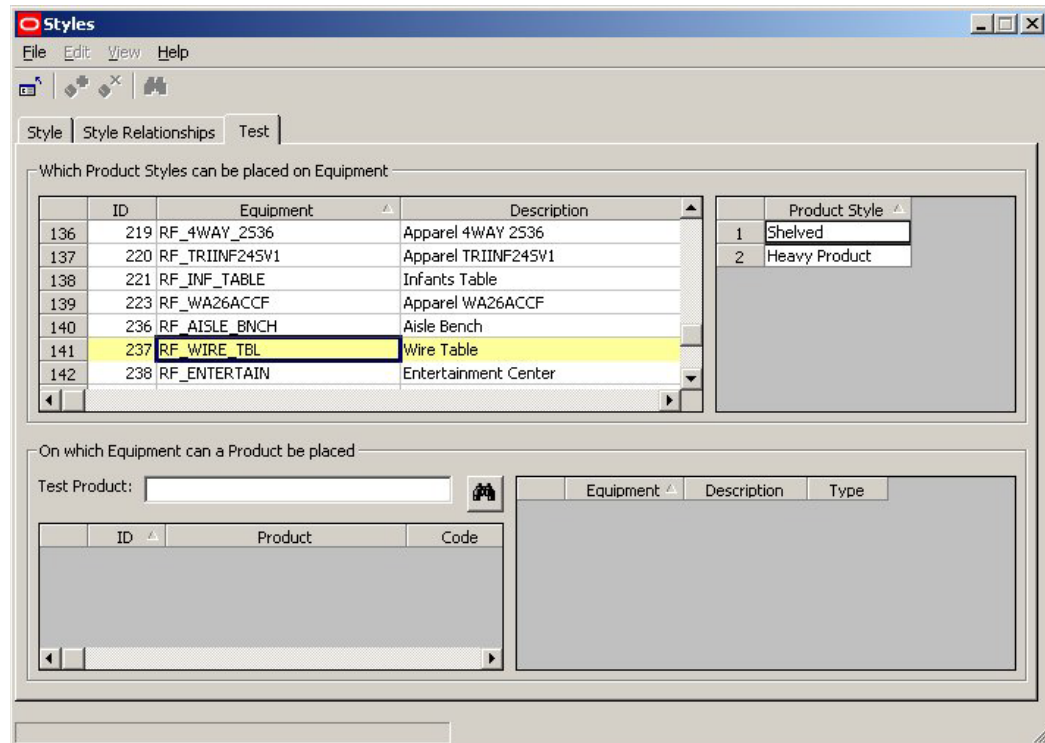 Styles
File Edit View Help
Style Style Relationships Test
Which Product Styles can be placed on Equipment
ID Equipment Description
136 219 RF_4WAY_2S36 Apparel 4WAY 2S36
137 220 RF_TRIINF24SV1 Apparel TRIINF24SV1
138 221 RF_INF_TABLE Infants Table
139 223 RF_WA26ACCF Apparel WA26ACCF
140 236 RF_AISLE_BNCH Aisle Bench
141 237 RF_WIRE_TBL Wire Table
142 238 RF_ENTERTAIN Entertainment Center
Product Style
1 Shelved
2 Heavy Product
On which Equipment can a Product be placed
Test Product:
ID Product Code
Equipment Description Type